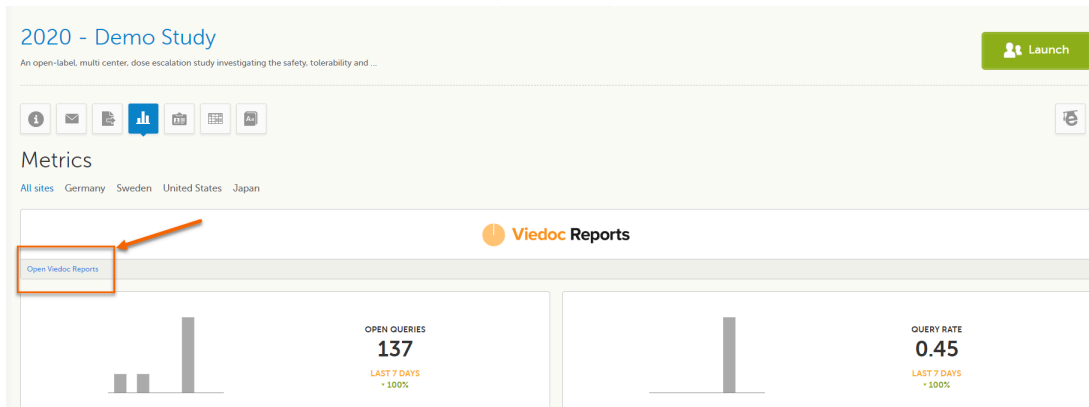 2020 - Demo Study
An open-label, multi center, dose escalation study investigating the safety, tolerability and ...
Launch
Metrics
All sites Germany Sweden United States Japan
Viedoc Reports
Open Viedoc Reports
OPEN QUERIES
137
LAST 7 DAYS
100%
QUERY RATE
0.45
LAST 7 DAYS
100%